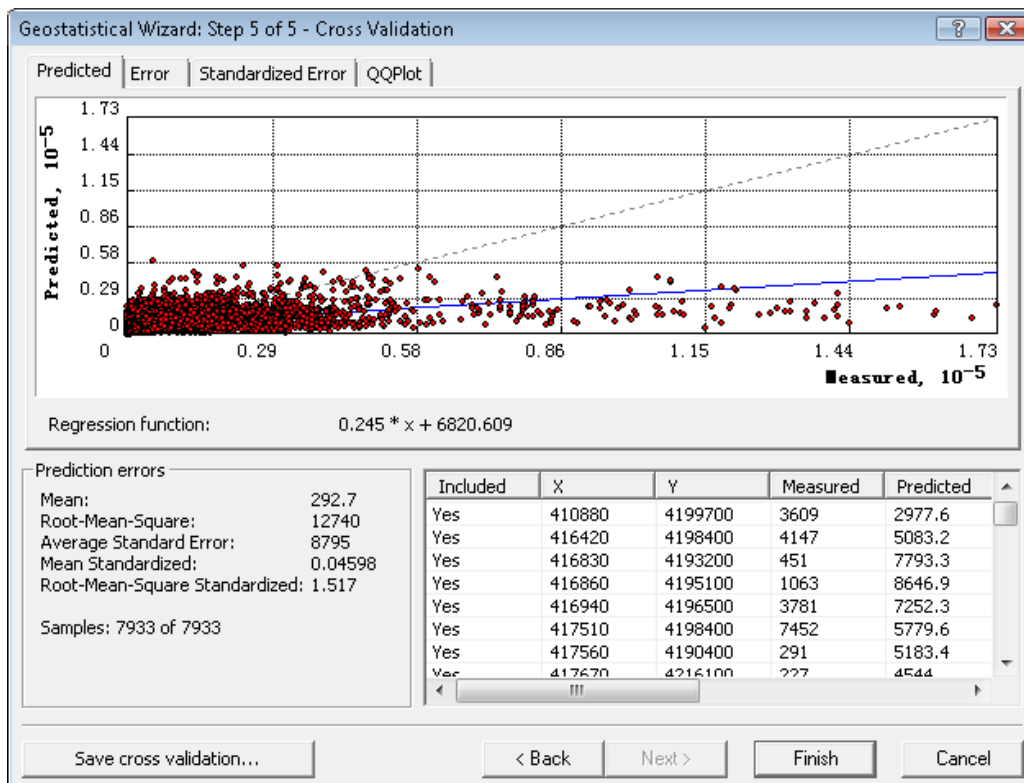 Geostatistical Wizard: Step 5 of 5 - Cross Validation
Predicted Error Standardized Error QQPlot
Predicted, 10-5
1.73
1.44
1.15
0.86
0.58
0.29
0
0 0.29 0.58 0.86 1.15 1.44 1.73
Measured, 10-5
Regression function: 0.245 * x + 6820.609
Prediction errors
Mean: 292.7
Root-Mean-Square: 12740
Average Standard Error: 8795
Mean Standardized: 0.04598
Root-Mean-Square Standardized: 1.517
Samples: 7933 of 7933
Included X Y Measured Predicted
Yes 410880 4199700 3609 2977.6
Yes 416420 4198400 4147 5083.2
Yes 416830 4193200 451 7793.3
Yes 416860 4195100 1063 8646.9
Yes 416940 4196500 3781 7252.9
Yes 417510 4198400 7452 5779.6
Yes 417560 4190400 291 5183.4
Yes 417670 4216100 227 4544
Save cross validation... < Back Next > Finish Cancel